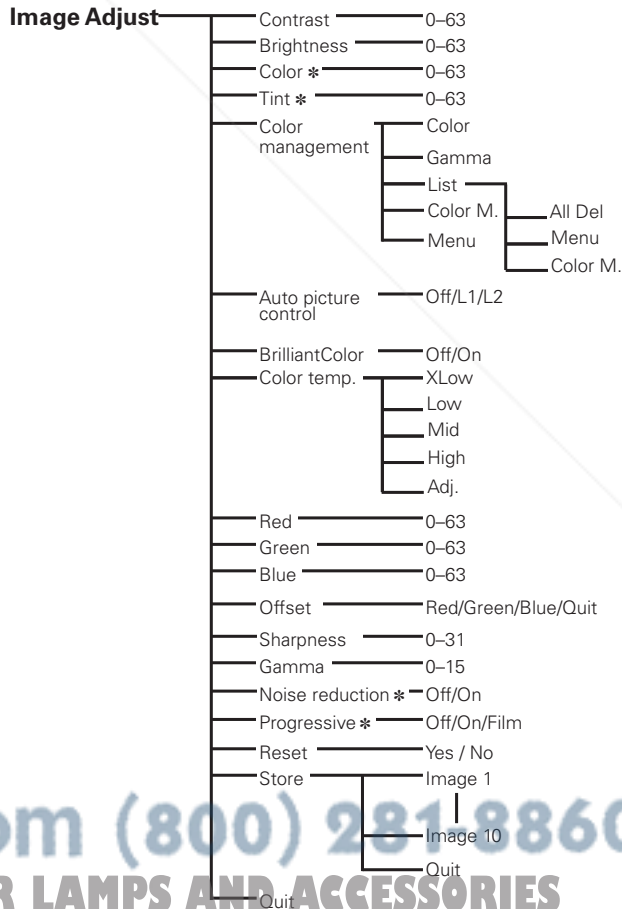 Image Adjust
Contrast 0–63
Brightness 0–63
Color * 0–63
Tint * 0–63
Color management
Color
Gamma
List
All Del
Menu
Color M.
Color M.
Menu
Auto picture control Off/L1/L2
BrilliantColor Off/On
Color temp.
XLow
Low
Mid
High
Adj.
Red 0–63
Green 0–63
Blue 0–63
Offset Red/Green/Blue/Quit
Sharpness 0–31
Gamma 0–15
Noise reduction * Off/On
Progressive * Off/On/Film
Reset Yes / No
Store
Image 1
Image 10
Quit
Quit
om (800) 281-8860
R LAMPS AND ACCESSORIES